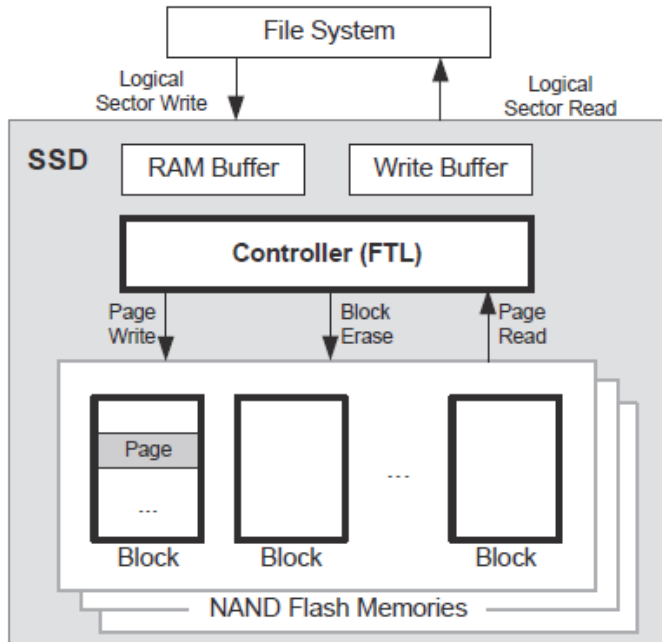 File System
Logical
Sector Write
Logical
Sector Read
SSD
RAM Buffer
Write Buffer
Controller (FTL)
Page
Write
Block
Erase
Page
Read
Page
...
...
Block
Block
Block
NAND Flash Memories